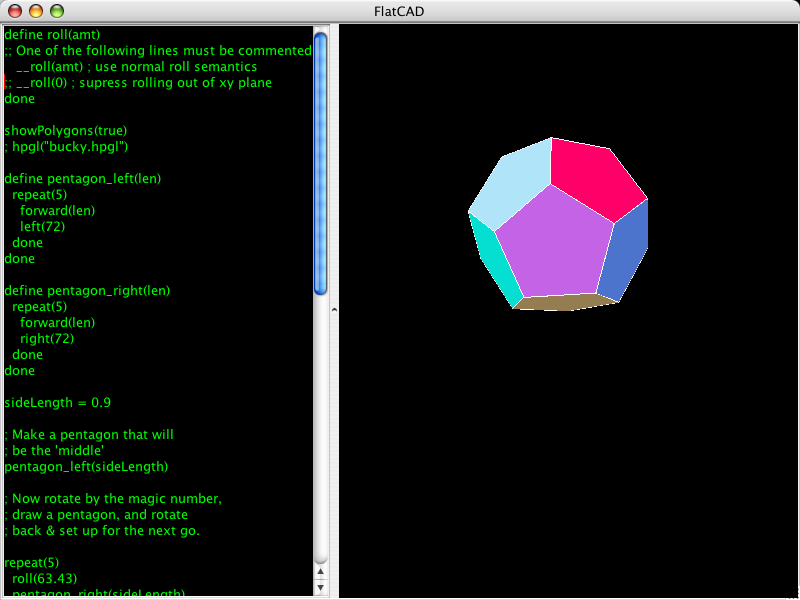 FlatCAD
define roll(amt)
;; One of the following lines must be commented
__roll(amt) ; use normal roll semantics
;; __roll(0) ; supress rolling out of xy plane
done
showPolygons(true)
; hpgl("bucky.hpgl")
define pentagon_left(len)
repeat(5)
forward(len)
left(72)
done
done
define pentagon_right(len)
repeat(5)
forward(len)
right(72)
done
done
sideLength = 0.9
; Make a pentagon that will
; be the 'middle'
pentagon_left(sideLength)
; Now rotate by the magic number,
; draw a pentagon, and rotate
; back & set up for the next go.
repeat(5)
roll(63.43)
pentagon_right(sideLength)